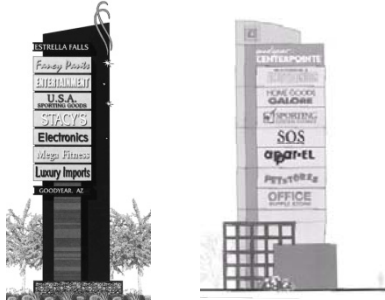 ESTRELLA FALLS
Fancy Pants
ENTERTAINMENT
U.S.A.
SPORTING GOODS
STACY'S
Electronics
Mega Fitness
Luxury Imports
GOODYEAR, AZ
CENTERPOINTE
HOME GOODS
GALORE
SPORTING
SOS
apparel
PETSTORES
OFFICE
SUPPLY STORE